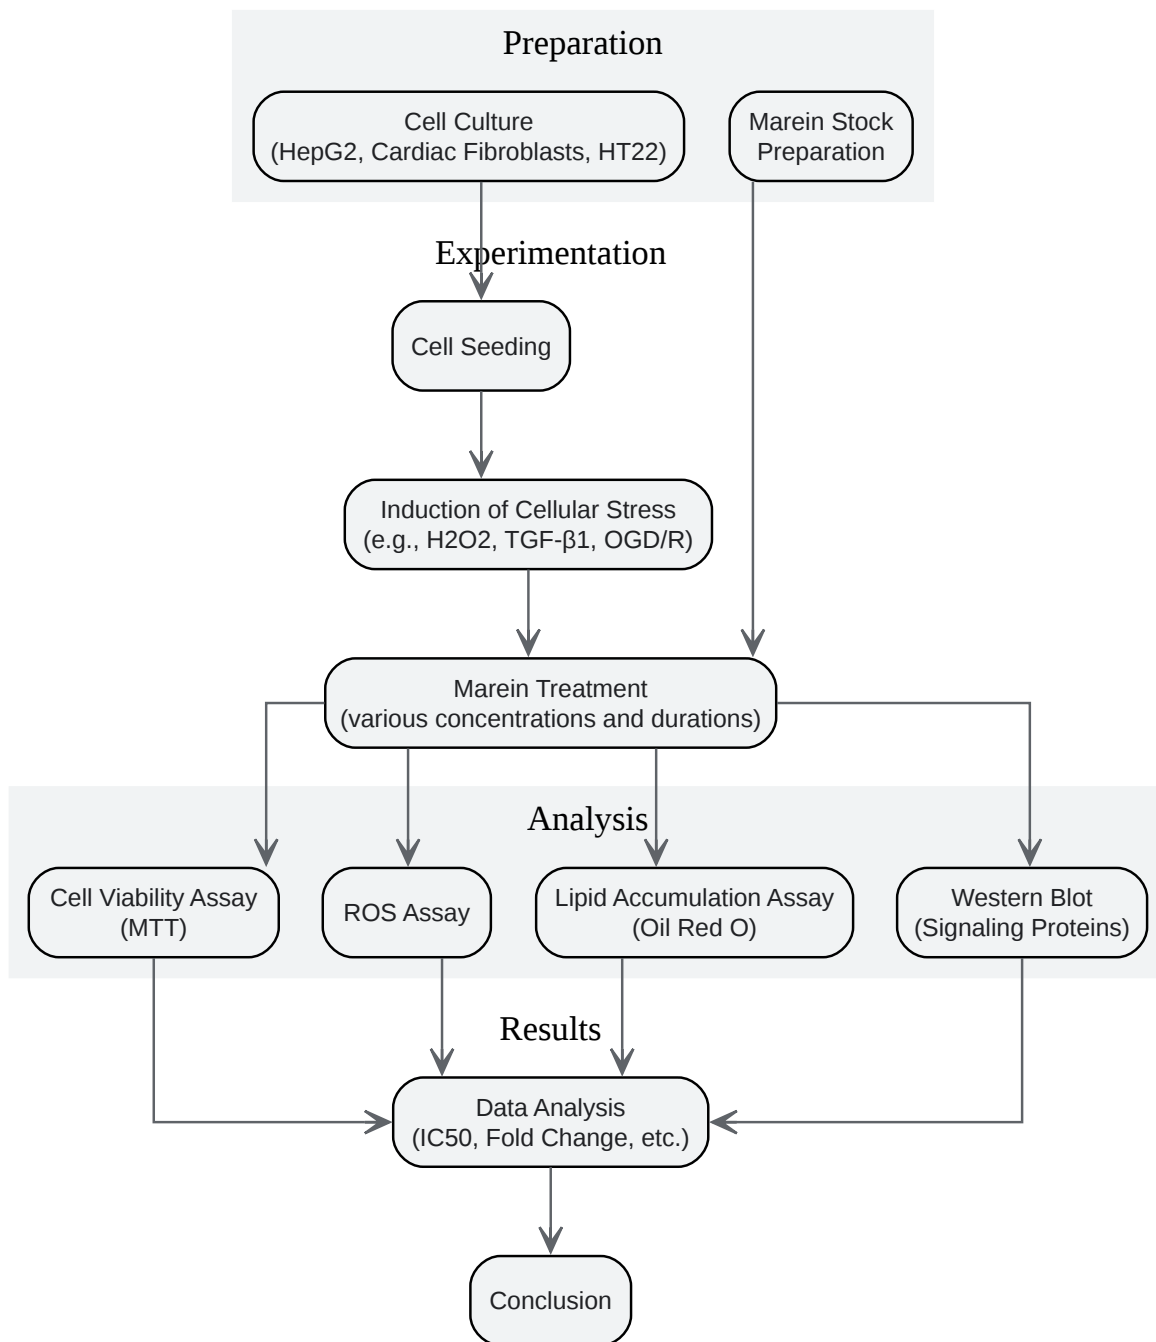 Preparation
Cell Culture
(HepG2, Cardiac Fibroblasts, HT22)
Marein Stock
Preparation
Experimentation
Cell Seeding
Induction of Cellular Stress
(e.g., H2O2, TGF-β1, OGD/R)
Marein Treatment
(various concentrations and durations)
Analysis
Cell Viability Assay
(MTT)
ROS Assay
Lipid Accumulation Assay
(Oil Red O)
Western Blot
(Signaling Proteins)
Results
Data Analysis
(IC50, Fold Change, etc.)
Conclusion